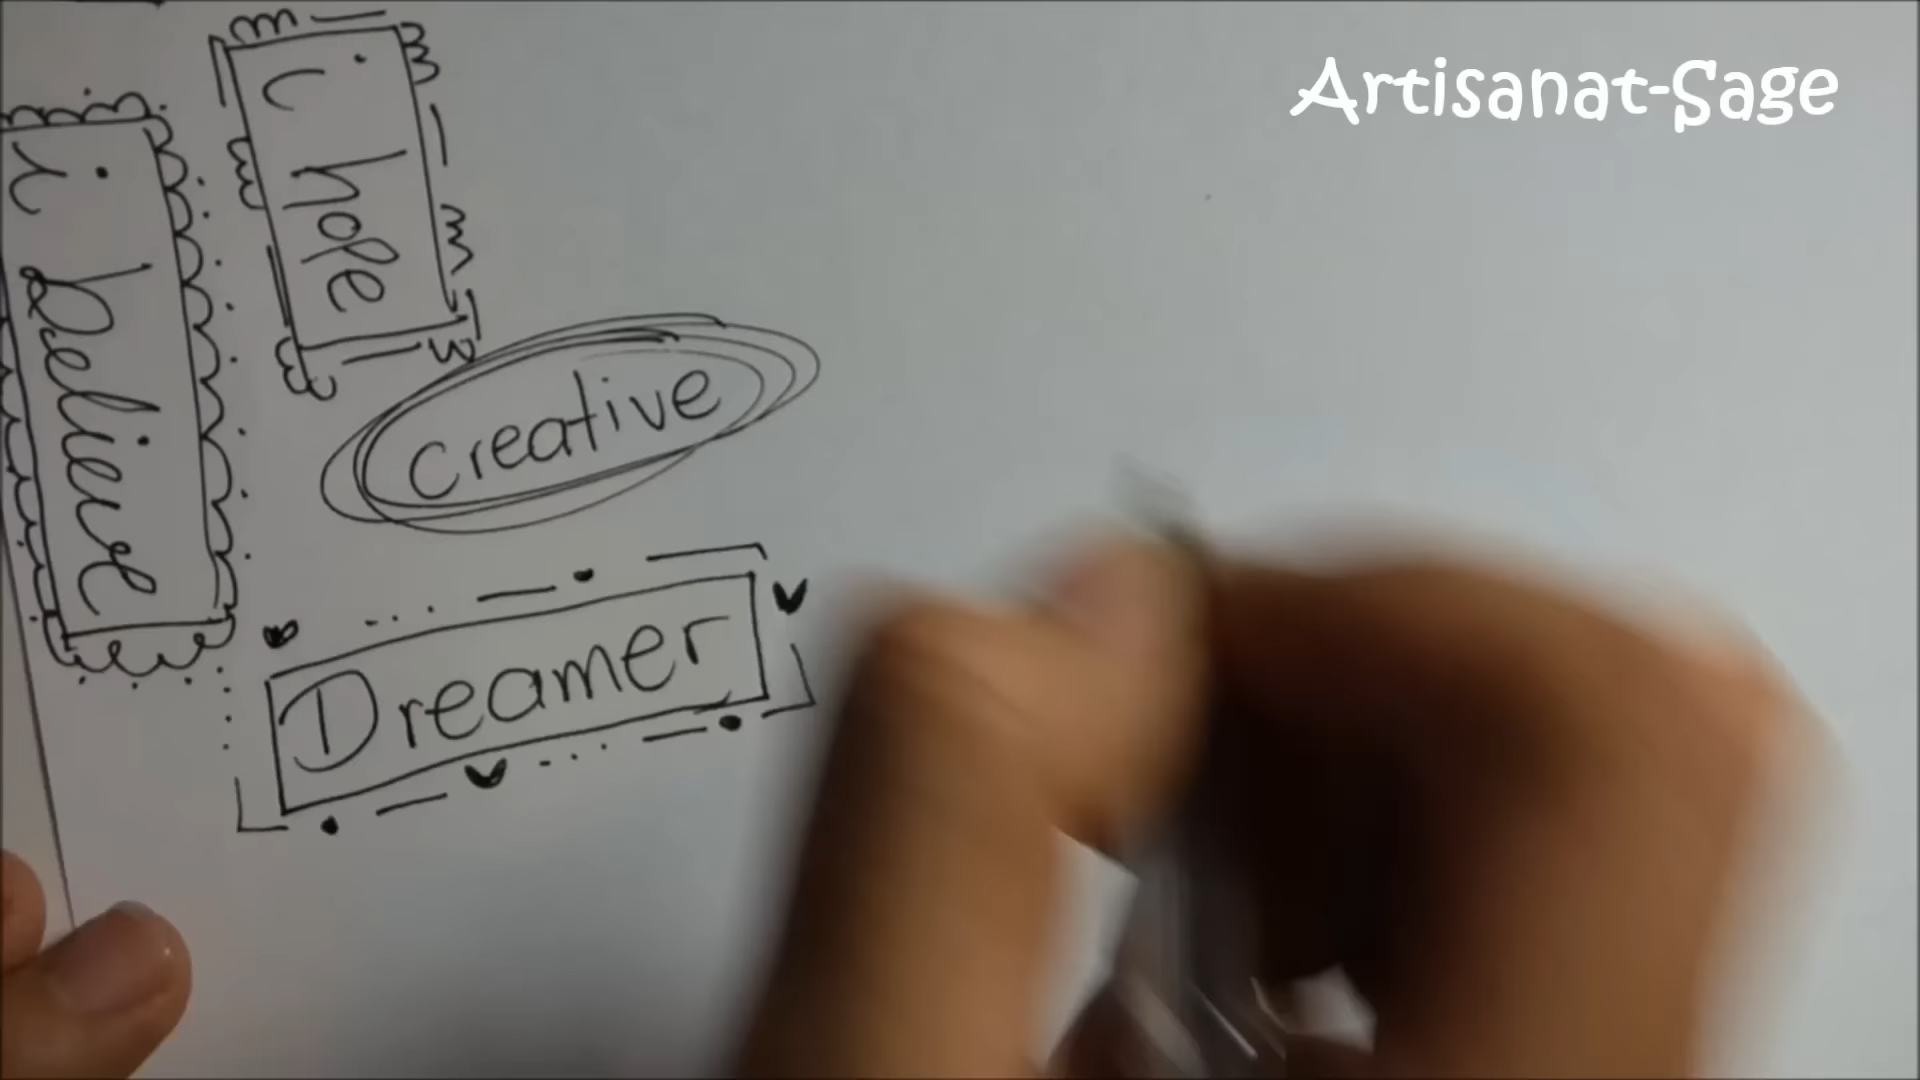 Artisanat-Sage
i hope
i believe
creative
Dreamer